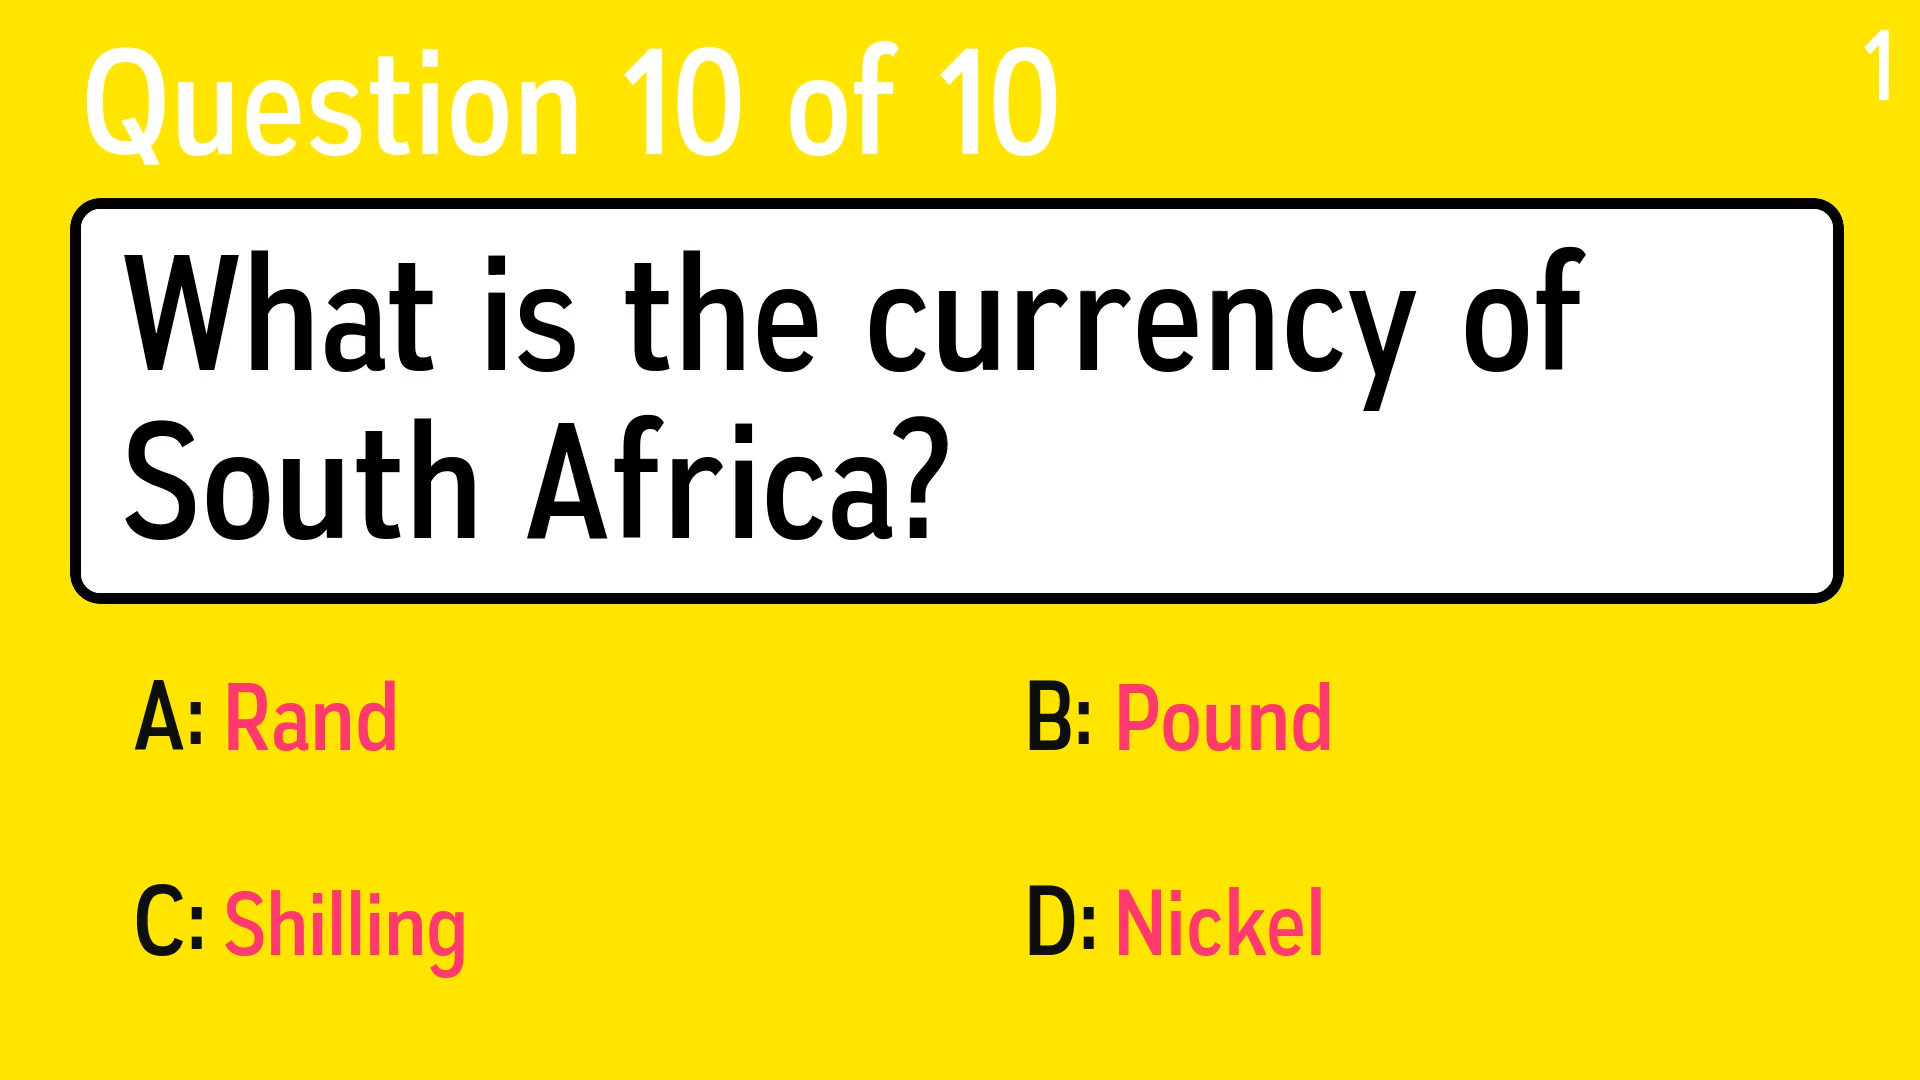 Question 10 of 10
1
What is the currency of
South Africa?
A: Rand
B: Pound
C: Shilling
D: Nickel